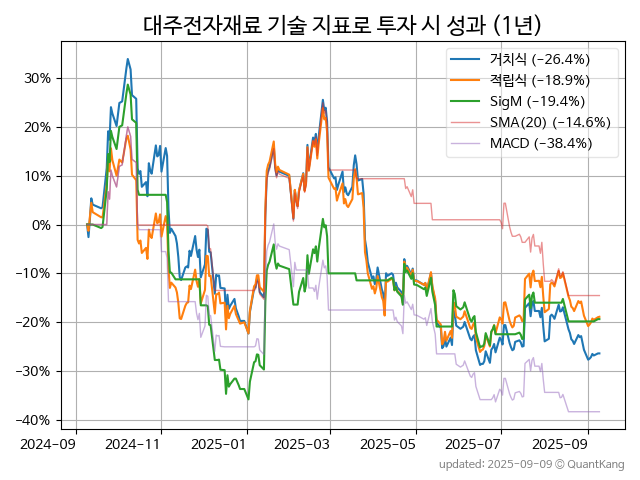 대주전자재료 기술 지표로 투자 시 성과 (1년)
거치식 (−26.4%)
적립식 (−18.9%)
SigM (−19.4%)
SMA(20) (−14.6%)
MACD (−38.4%)
30%
20%
10%
0%
−10%
−20%
−30%
−40%
2024−09 2024−11 2025−01 2025−03 2025−05 2025−07 2025−09
updated: 2025-09-09 © QuantKang